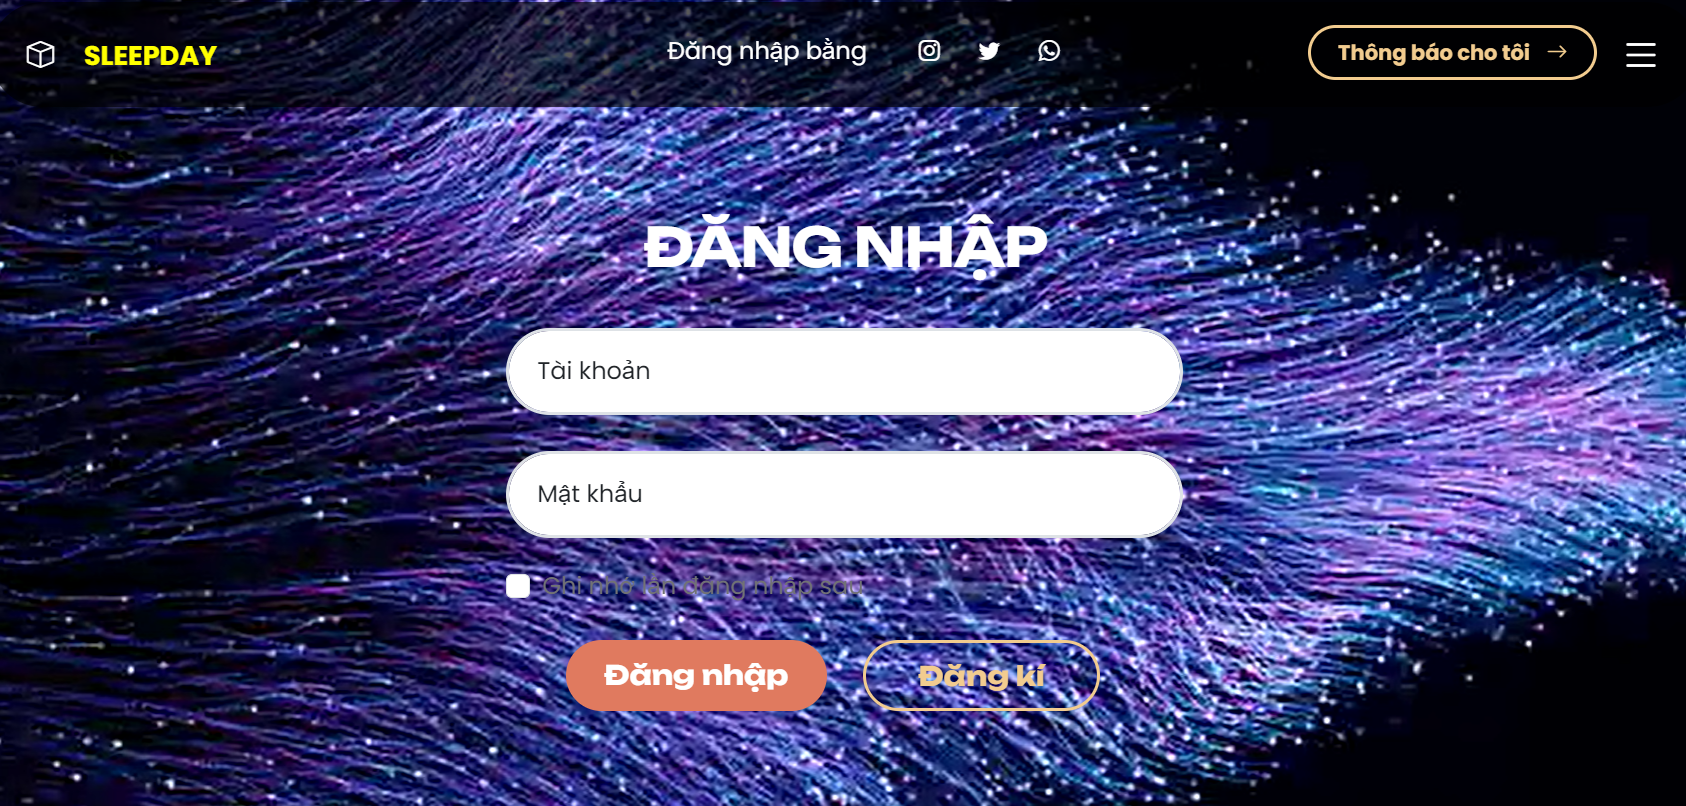 SLEEPDAY
Đăng nhập bằng
Thông báo cho tôi
ĐĂNG NHẬP
Tài khoản
Mật khẩu
Ghi nhớ lần đăng nhập sau
Đăng nhập
Đăng kí